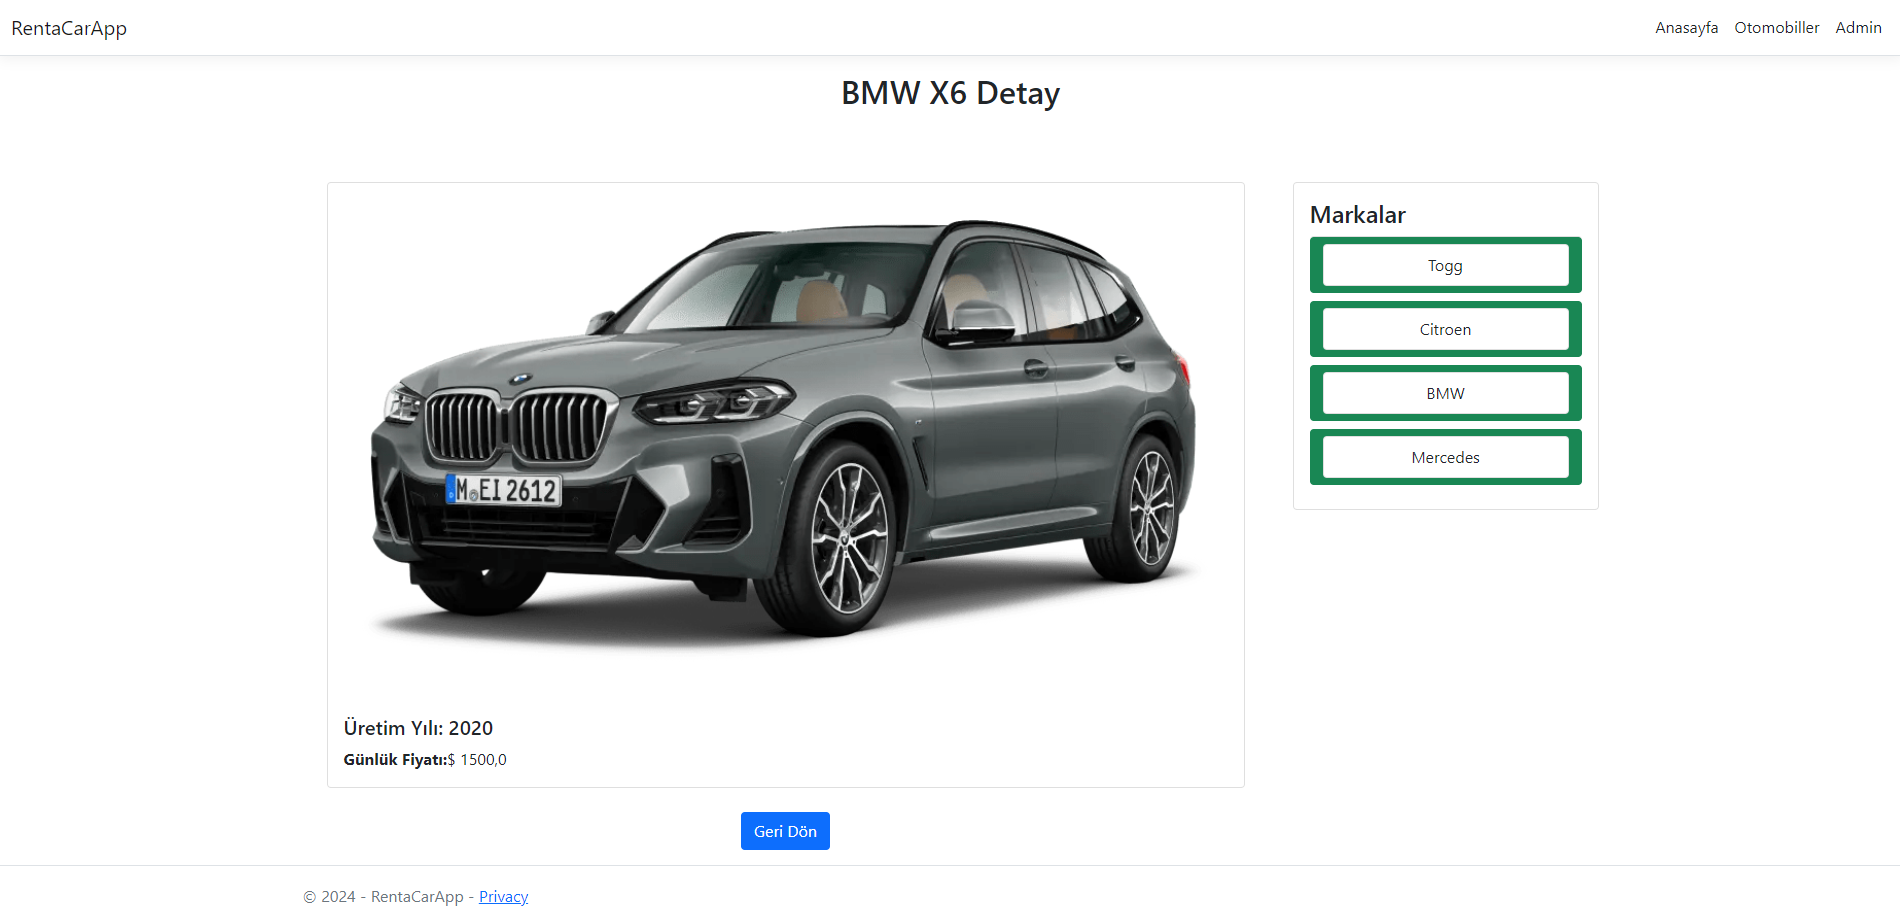 RentaCarApp
Anasayfa Otomobiller Admin
BMW X6 Detay
M EI 2612
Üretim Yılı: 2020
Günlük Fiyatı:$ 1500,0
Geri Dön
Markalar
Togg
Citroen
BMW
Mercedes
© 2024 - RentaCarApp - Privacy